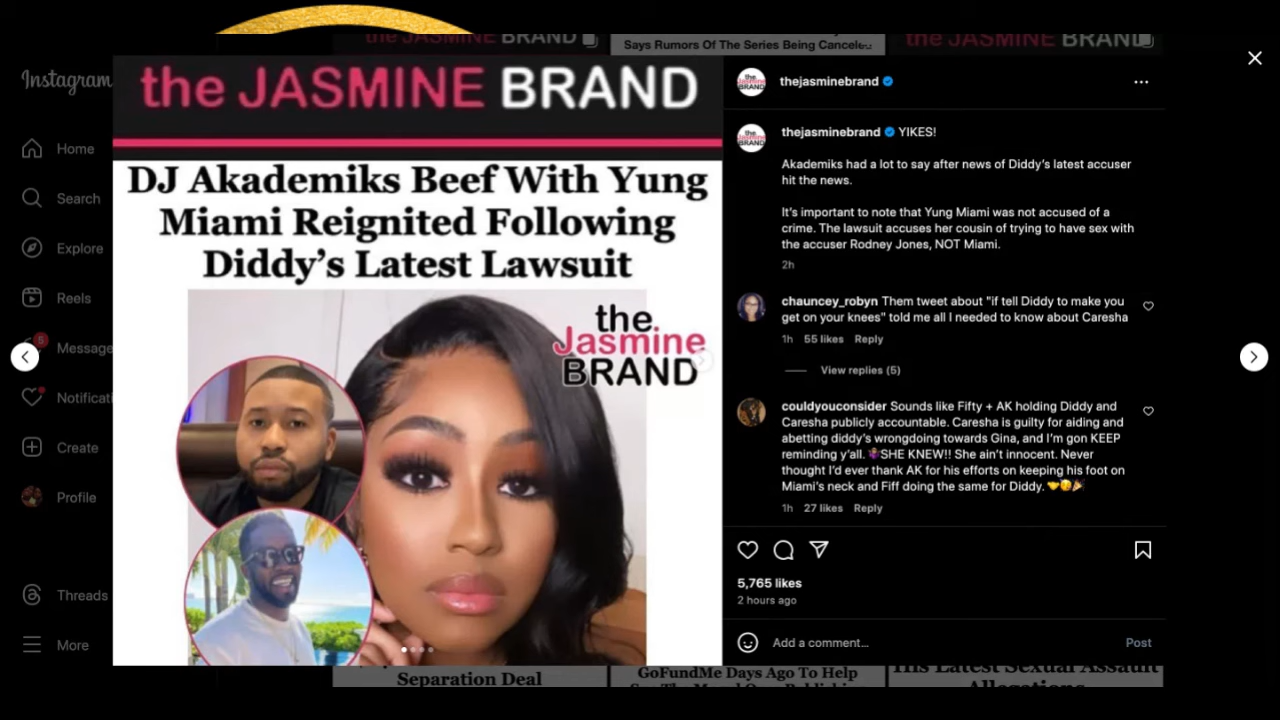 the JASMINE BRAND
Says Rumors Of The Series Being Cancele...
the JASMINE BRAND
Instagram
Home
Search
Explore
Reels
5
Message
Notificati
Create
Profile
Threads
More
the JASMINE BRAND
DJ Akademiks Beef With Yung
Miami Reignited Following
Diddy's Latest Lawsuit
the
Jasmine
BRAND
the
JASMINE
BRAND
thejasminebrand
the
JASMINE
BRAND
thejasminebrand YIKES!
Akademiks had a lot to say after news of Diddy's latest accuser
hit the news.
It's important to note that Yung Miami was not accused of a
crime. The lawsuit accuses her cousin of trying to have sex with
the accuser Rodney Jones, NOT Miami.
2h
chauncey_robyn Them tweet about "if tell Diddy to make you
get on your knees" told me all I needed to know about Caresha
1h 55 likes Reply
View replies (5)
couldyouconsider Sounds like Fifty + AK holding Diddy and
Caresha publicly accountable. Caresha is guilty for aiding and
abetting diddy's wrongdoing towards Gina, and I'm gon KEEP
reminding y'all. 🤷🏾‍♀️SHE KNEW!! She ain't innocent. Never
thought I'd ever thank AK for his efforts on keeping his foot on
Miami's neck and Fiff doing the same for Diddy. 🤝🥳🎉
1h 27 likes Reply
5,765 likes
2 hours ago
Add a comment...
Post
Separation Deal
GoFundMe Days Ago To Help
His Latest Sexual Assault
Allegations